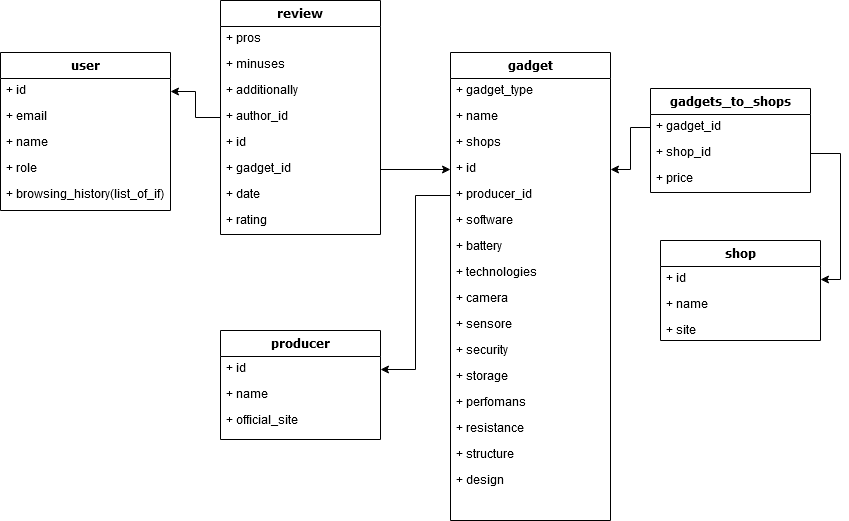 review
+ pros
+ minuses
+ additionally
+ author_id
+ id
+ gadget_id
+ date
+ rating
user
+ id
+ email
+ name
+ role
+ browsing_history(list_of_if)
gadget
+ gadget_type
+ name
+ shops
+ id
+ producer_id
+ software
+ battery
+ technologies
+ camera
+ sensore
+ security
+ storage
+ perfomans
+ resistance
+ structure
+ design
gadgets_to_shops
+ gadget_id
+ shop_id
+ price
shop
+ id
+ name
+ site
producer
+ id
+ name
+ official_site